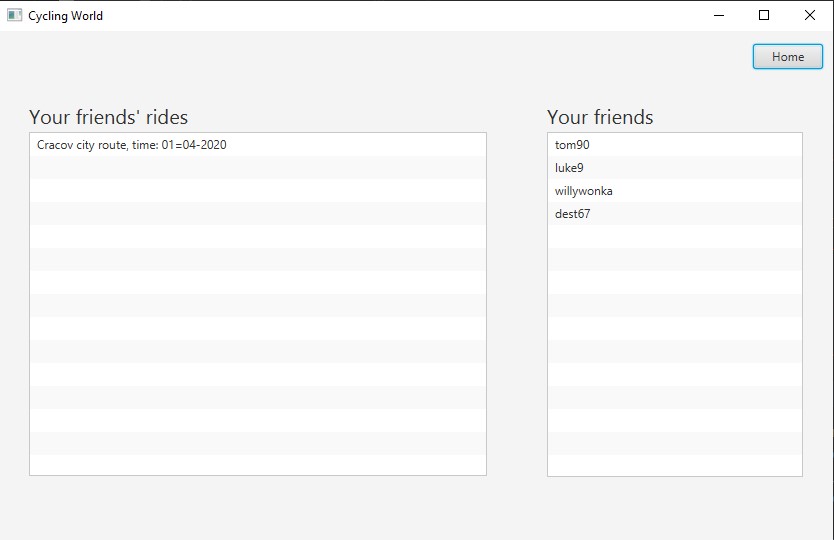 Cycling World
Home
Your friends' rides
Cracov city route, time: 01=04-2020
Your friends
tom90
luke9
willywonka
dest67